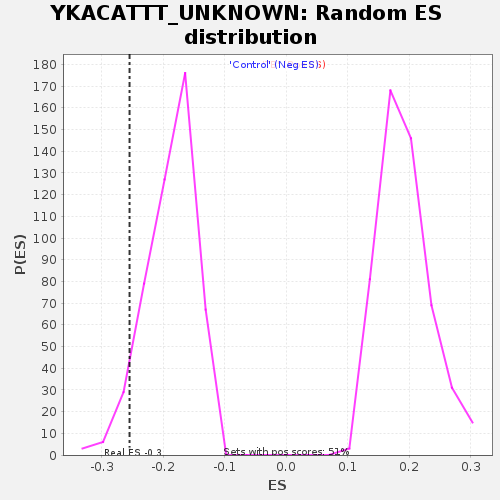 YKACATTT_UNKNOWN: Random ES
distribution
'Control' (Neg ES)
180
170
160
150
140
130
120
110
100
90
80
70
60
50
40
30
20
10
0
P(ES)
Real ES -0.3
Sets with pos scores: 51%
-0.3 -0.2 -0.1 0.0 0.1 0.2 0.3
ES